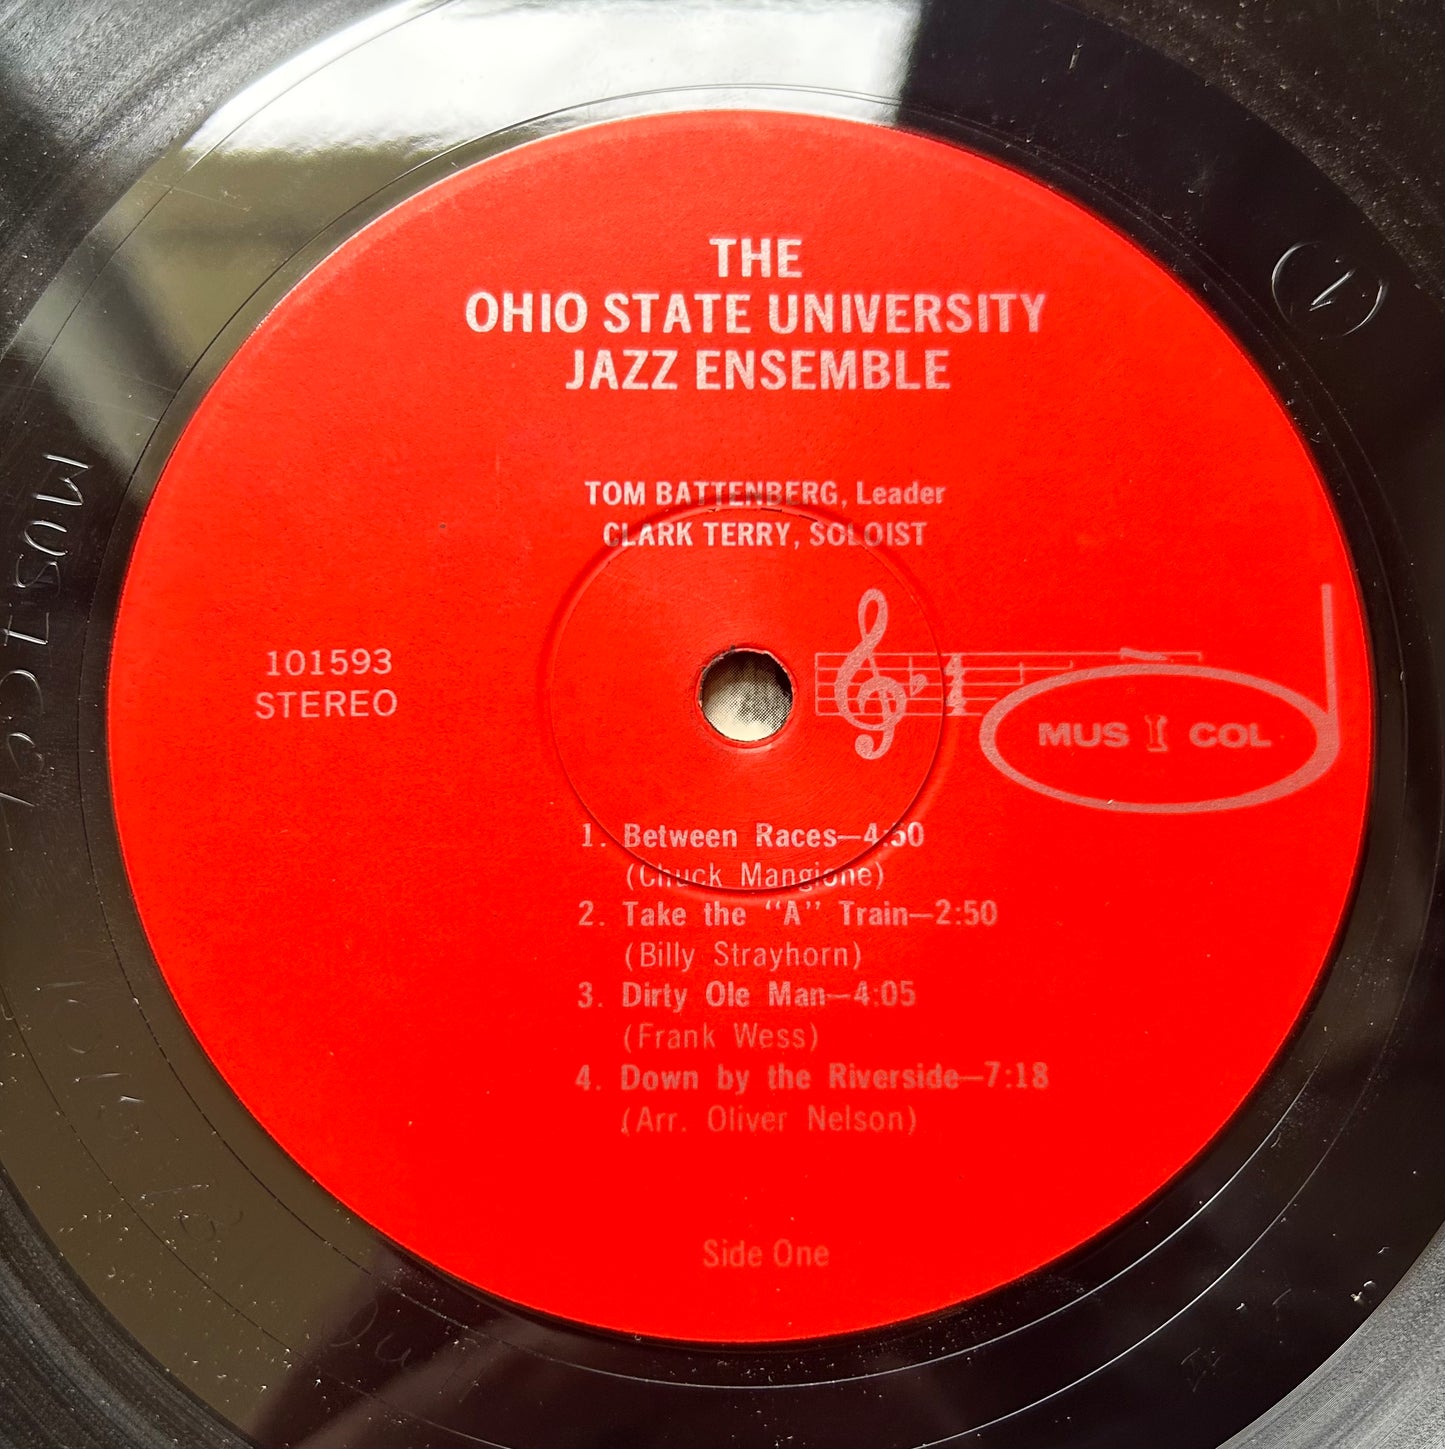 THE
OHIO STATE UNIVERSITY
JAZZ ENSEMBLE
TOM BATTENBERG, Leader
CLARK TERRY, SOLOIST
101593
STEREO
MUS I COL
1. Between Races—4:50
(Chuck Mangione)
2. Take the "A" Train—2:50
(Billy Strayhorn)
3. Dirty Ole Man—4:05
(Frank Wess)
4. Down by the Riverside—7:18
(Arr. Oliver Nelson)
Side One